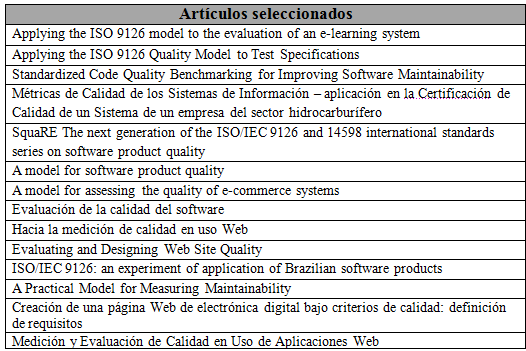 Artículos seleccionados
Applying the ISO 9126 model to the evaluation of an e-learning system
Applying the ISO 9126 Quality Model to Test Specifications
Standardized Code Quality Benchmarking for Improving Software Maintainability
Métricas de Calidad de los Sistemas de Información – aplicación en la Certificación de
Calidad de un Sistema de un empresa del sector hidrocarburífero
SquaRE The next generation of the ISO/IEC 9126 and 14598 international standards
series on software product quality
A model for software product quality
A model for assessing the quality of e-commerce systems
Evaluación de la calidad del software
Hacia la medición de calidad en uso Web
Evaluating and Designing Web Site Quality
ISO/IEC 9126: an experiment of application of Brazilian software products
A Practical Model for Measuring Maintainability
Creación de una página Web de electrónica digital bajo criterios de calidad: definición
de requisitos
Medición y Evaluación de Calidad en Uso de Aplicaciones Web